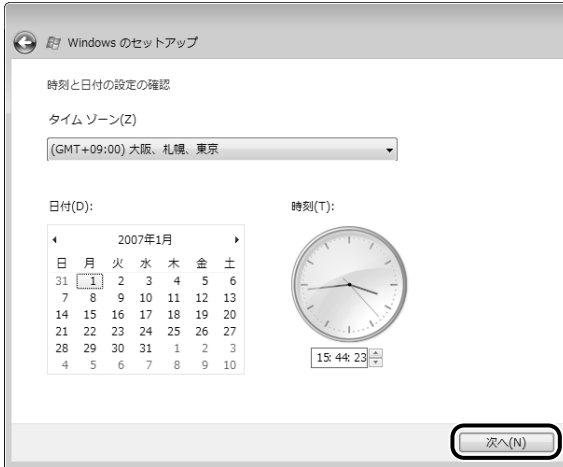 Windows のセットアップ
時刻と日付の設定の確認
タイム ゾーン(Z)
(GMT+09:00) 大阪、札幌、東京
日付(D):
時刻(T):
2007年1月
日 月 火 水 木 金 土
31 1 2 3 4 5 6
7 8 9 10 11 12 13
14 15 16 17 18 19 20
21 22 23 24 25 26 27
28 29 30 31 1 2 3
4 5 6 7 8 9 10
15: 44: 23
次へ(N)